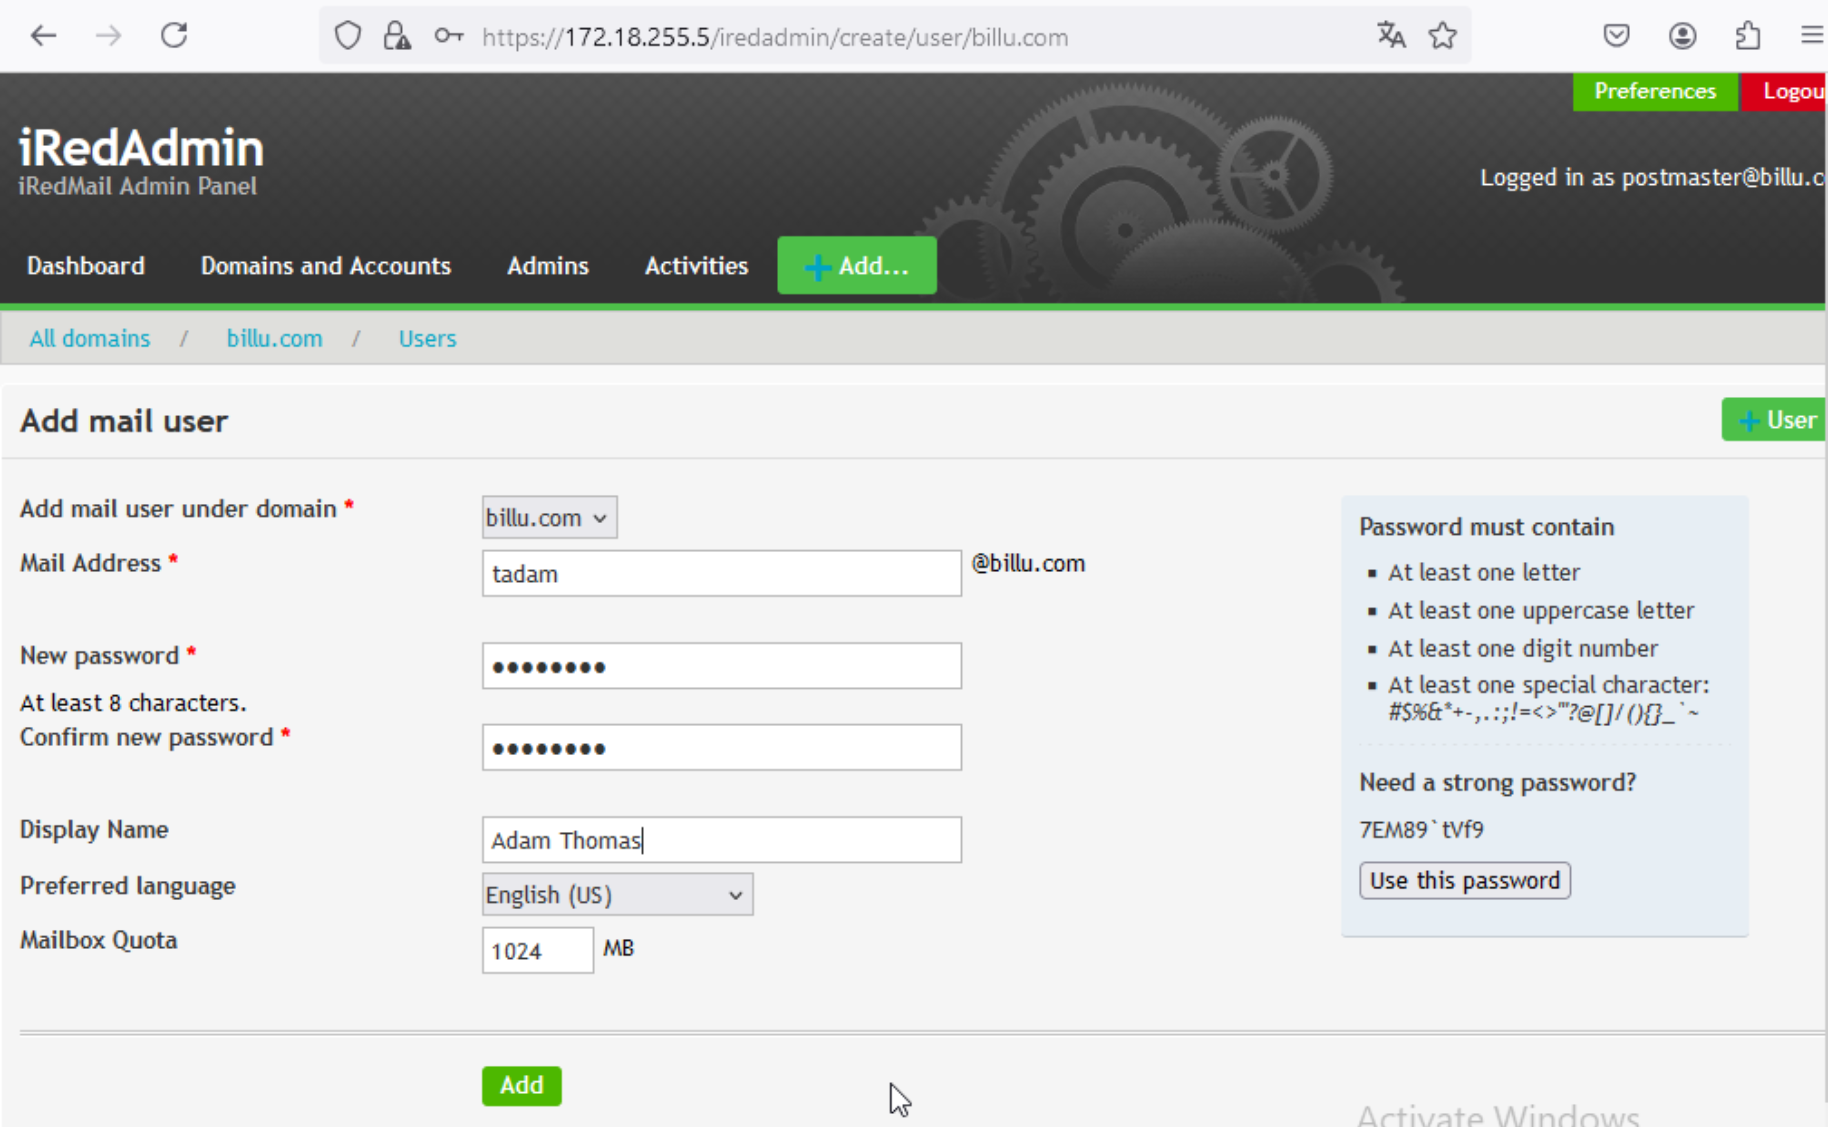 https://172.18.255.5/iredadmin/create/user/billu.com
Preferences
Logou
iRedAdmin
iRedMail Admin Panel
Logged in as postmaster@billu.c
Dashboard
Domains and Accounts
Admins
Activities
+ Add...
All domains / billu.com / Users
Add mail user
+ User
Add mail user under domain *
billu.com
Mail Address *
tadam
@billu.com
New password *
••••••••
At least 8 characters.
Confirm new password *
••••••••
Display Name
Adam Thomas
Preferred language
English (US)
Mailbox Quota
1024
MB
Add
Password must contain
▪ At least one letter
▪ At least one uppercase letter
▪ At least one digit number
▪ At least one special character:
#$%&*+-,.:;!=<>'"?@[]/(){}_`~
Need a strong password?
7EM89`tVf9
Use this password
Activate Windows